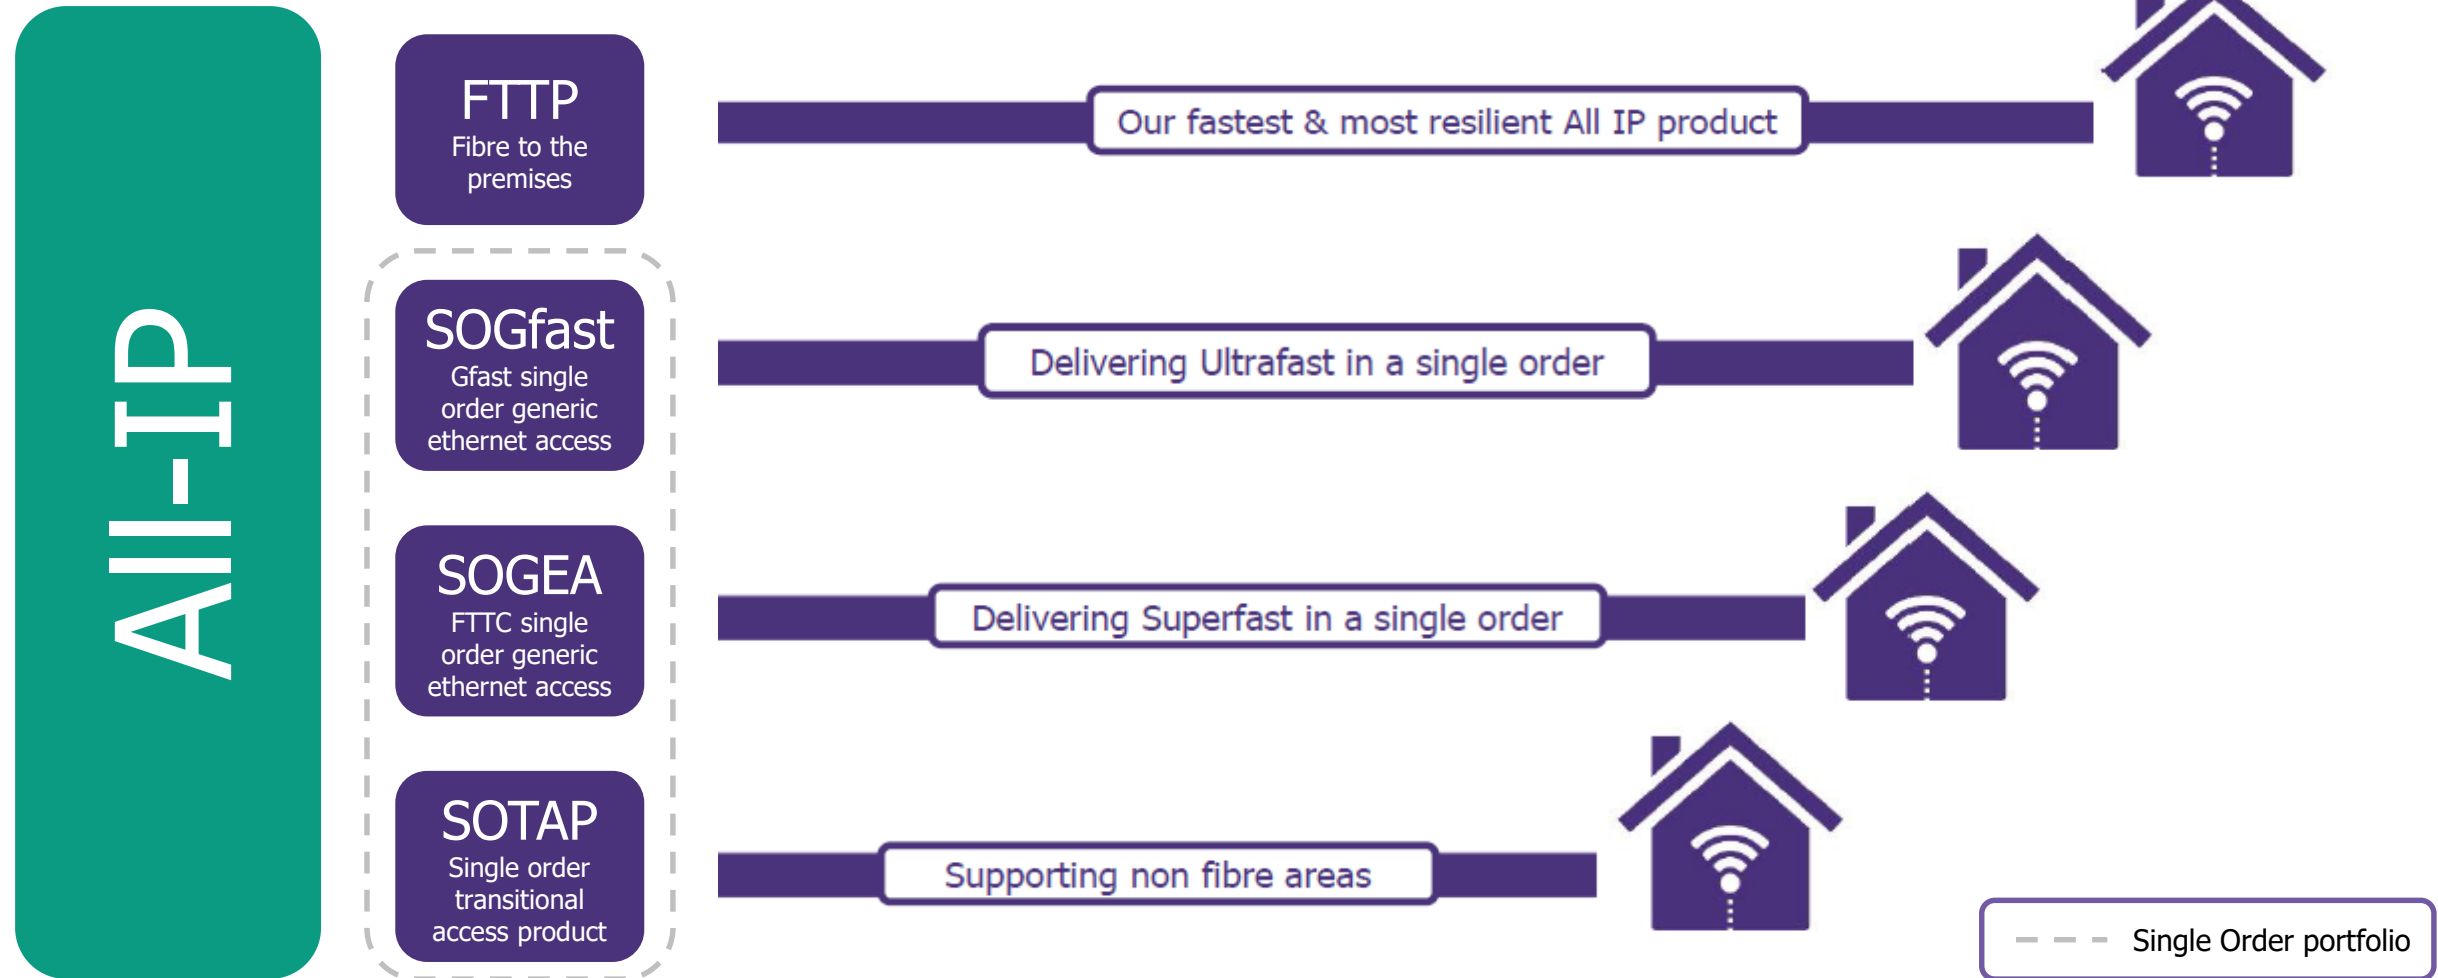 All-IP
FTTP
Fibre to the
premises
Our fastest & most resilient All IP product
SOGfast
Gfast single
order generic
ethernet access
Delivering Ultrafast in a single order
SOGEA
FTTC single
order generic
ethernet access
Delivering Superfast in a single order
SOTAP
Single order
transitional
access product
Supporting non fibre areas
Single Order portfolio